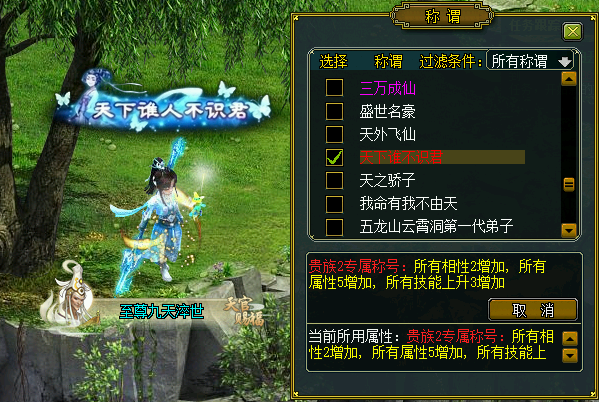 称 谓
选择 称谓 过滤条件： 所有称谓
三万成仙
盛世名豪
天外飞仙
天下谁不识君
天之骄子
我命有我不由天
五龙山云霄洞第一代弟子
贵族2专属称号：所有相性2增加，所有
属性5增加，所有技能上升3增加
取 消
当前所用属性：贵族2专属称号：所有相
性2增加，所有属性5增加，所有技能上
天下谁人不识君
至尊九天淬世
天官
赐福